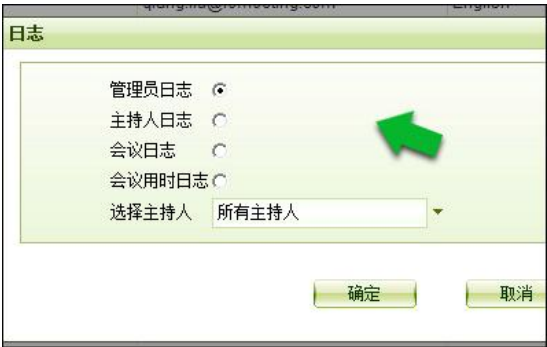 日志
管理员日志
主持人日志
会议日志
会议用时日志
选择主持人 所有主持人
确定 取消